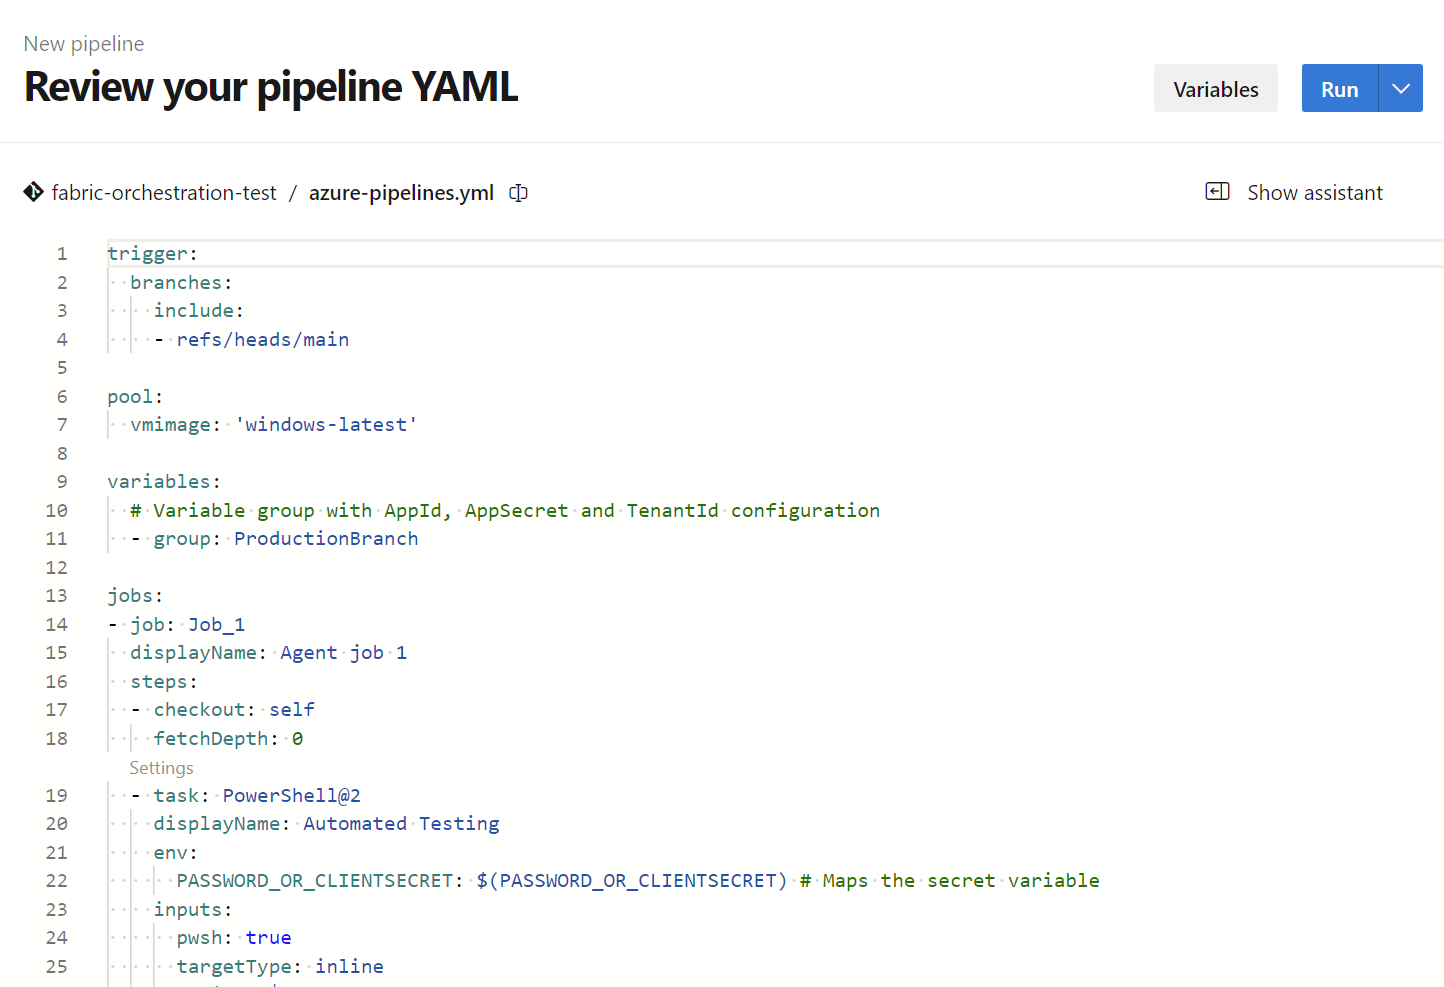 New pipeline
Review your pipeline YAML
Variables
Run
fabric-orchestration-test / azure-pipelines.yml
Show assistant
1 trigger:
2   branches:
3     include:
4     - refs/heads/main
5
6 pool:
7   vmimage: 'windows-latest'
8
9 variables:
10   # Variable group with AppId, AppSecret and TenantId configuration
11   - group: ProductionBranch
12
13 jobs:
14 - job: Job_1
15   displayName: Agent job 1
16   steps:
17   - checkout: self
18     fetchDepth: 0
Settings
19   - task: PowerShell@2
20     displayName: Automated Testing
21     env:
22       PASSWORD_OR_CLIENTSECRET: $(PASSWORD_OR_CLIENTSECRET) # Maps the secret variable
23     inputs:
24       pwsh: true
25       targetType: inline